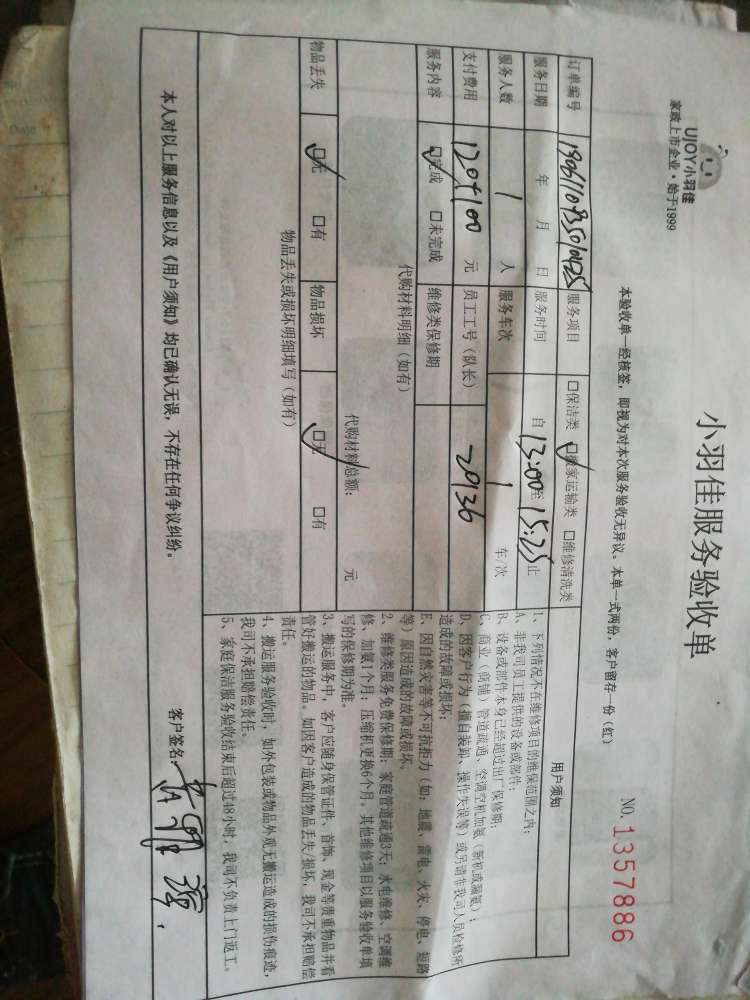 UJOY小羽佳
家政上市企业·始于1999
小羽佳服务验收单
本验收单一经核签，即视为对本次服务验收无异议。本单一式两份，客户留存一份（红）
NO. 1357886
订单编号 服务项目 □保洁类 ☑搬家运输类 □维修清洗类
服务日期 年 月 日 服务时间 自 13:00 至 15:25 止
服务人数 1 人 服务车次 1 车/次
支付费用 120+100 元 员工工号（队长） 20136
服务内容 ☑完成 □未完成 维修类保修期
代购材料明细（如有）
代购材料总额： 元
物品丢失 ☑无 □有 物品损坏 ☑无 □有
物品丢失或损坏明细填写（如有）
用户须知
1、下列情况不在维修项目的维保范围之内：
A、非我司员工提供的设备或部件；
B、设备或部件本身已经超过出厂保修期；
C、商业（商铺）管道疏通、空调空机加氨（新机或漏氨）；
D、因客户行为（擅自装卸、操作失误等）或另请非我司人员检修所
造成的故障或损坏；
E、因自然灾害等不可抗拒力（如：地震、雷电、火灾、停电、短路
等）原因造成的故障或损坏。
2、维修类服务免费保修期：家庭管道疏通3天；水电维修、空调维
修、加氨1个月；压缩机更换6个月。其他维修项目以服务验收单填
写的保修期为准。
3、搬运服务中，客户应随身保管证件、首饰、现金等贵重物品并看
管好搬运的物品。如因客户造成的物品丢失/损坏，我司不承担赔偿
责任。
4、搬运服务验收时，如外包装或物品外观无搬运造成的损伤痕迹，
我司不承担赔偿责任。
5、家庭保洁服务验收结束后超过48小时，我司不负责上门返工。
本人对以上服务信息以及《用户须知》均已确认无误，不存在任何争议纠纷。
客户签名：